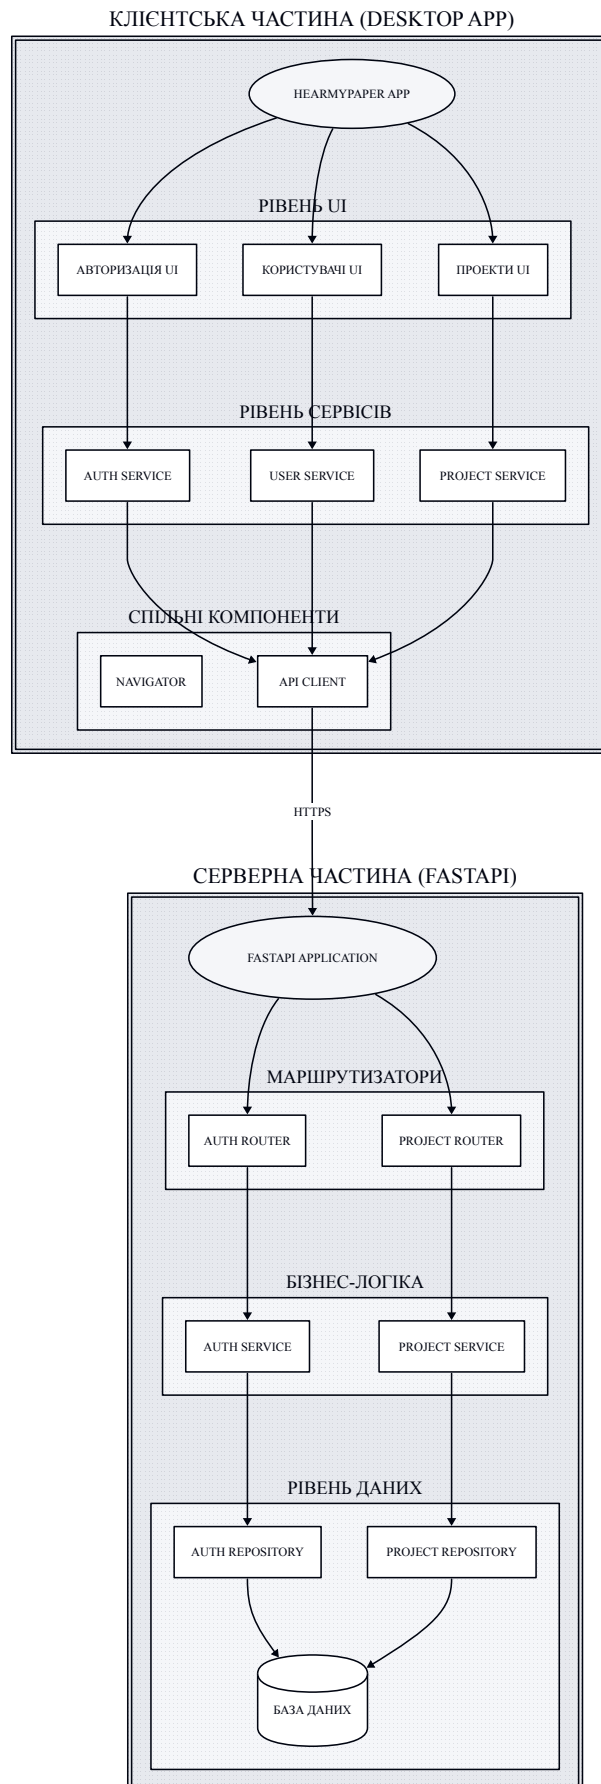 КЛІЄНТСЬКА ЧАСТИНА (DESKTOP APP)
HEARMYPAPER APP
РІВЕНЬ UI
АВТОРИЗАЦІЯ UI
КОРИСТУВАЧІ UI
ПРОЕКТИ UI
РІВЕНЬ СЕРВІСІВ
AUTH SERVICE
USER SERVICE
PROJECT SERVICE
СПІЛЬНІ КОМПОНЕНТИ
NAVIGATOR
API CLIENT
HTTPS
СЕРВЕРНА ЧАСТИНА (FASTAPI)
FASTAPI APPLICATION
МАРШРУТИЗАТОРИ
AUTH ROUTER
PROJECT ROUTER
БІЗНЕС-ЛОГІКА
AUTH SERVICE
PROJECT SERVICE
РІВЕНЬ ДАНИХ
AUTH REPOSITORY
PROJECT REPOSITORY
БАЗА ДАНИХ